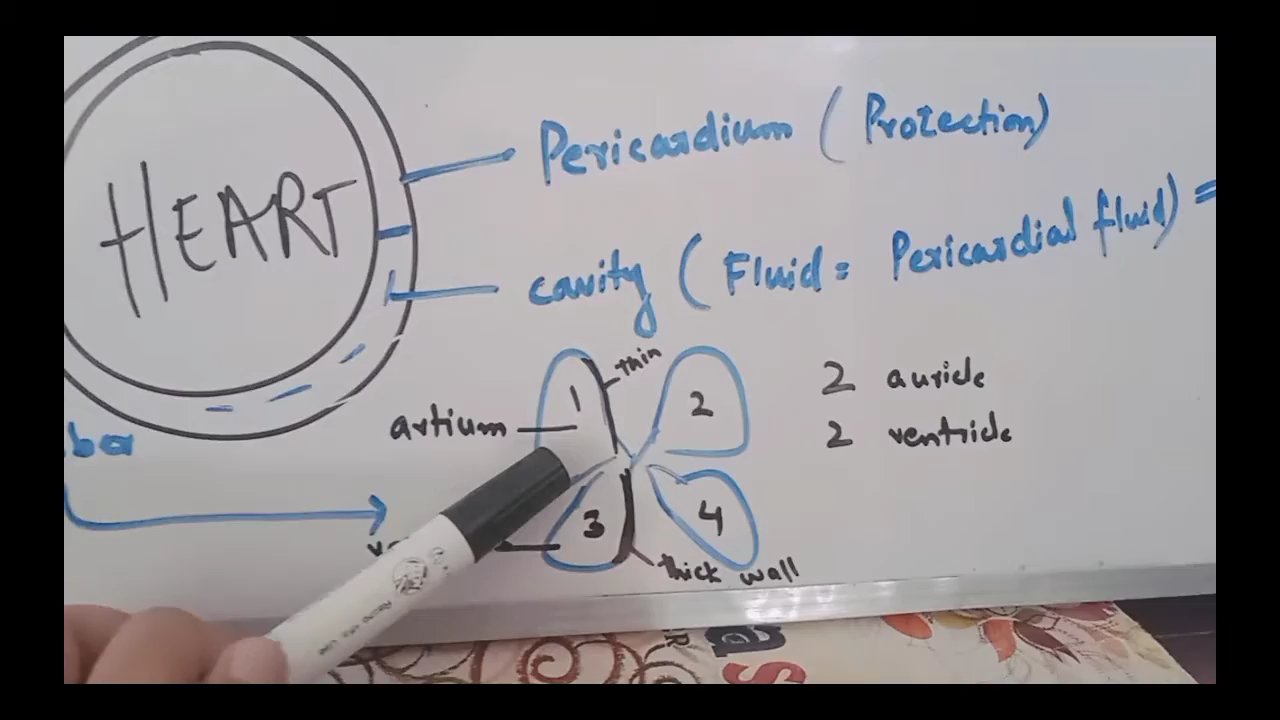 HEART
Pericardium (Protection)
cavity (Fluid = Pericardial fluid) =
thin
1
2
2 auricle
artium
2 ventricle
ber
3
4
thick wall